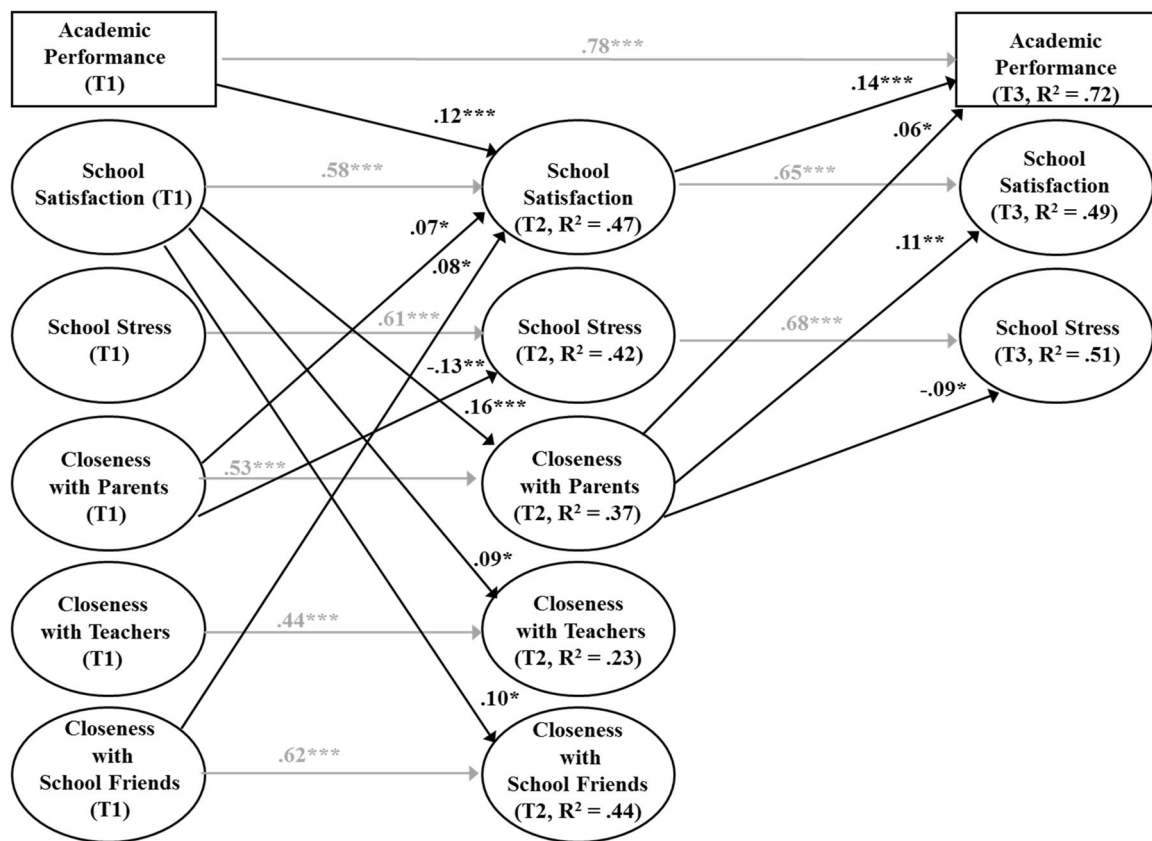 Academic
Performance
(T1)
.78***
Academic
Performance
(T3, R² = .72)
.12***
.14***
.06*
School
Satisfaction (T1)
.58***
School
Satisfaction
(T2, R² = .47)
.65***
School
Satisfaction
(T3, R² = .49)
.07*
.08*
.11**
School Stress
(T1)
.61***
School Stress
(T2, R² = .42)
.68***
School Stress
(T3, R² = .51)
-.13**
.16***
-.09*
Closeness
with Parents
(T1)
.53***
Closeness
with Parents
(T2, R² = .37)
.09*
Closeness
with Teachers
(T1)
.44***
Closeness
with Teachers
(T2, R² = .23)
.10*
Closeness
with
School Friends
(T1)
.62***
Closeness
with
School Friends
(T2, R² = .44)